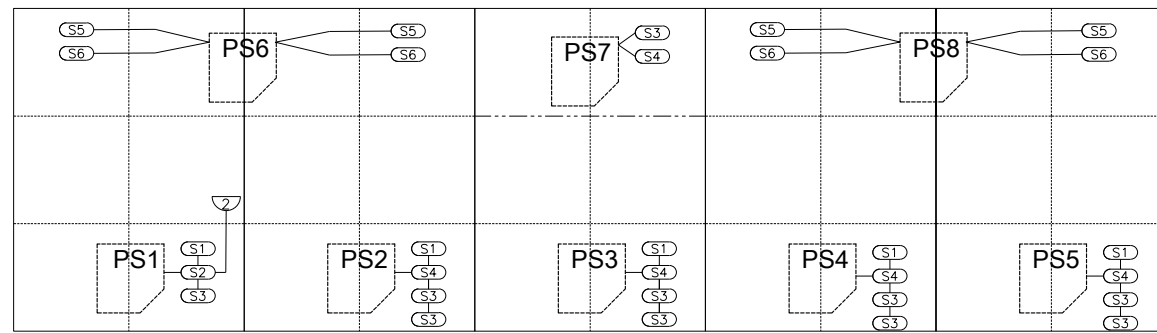 S5 PS6 S5 PS7 S3 S5 PS8 S5
S6 S6 S4 S6 S6
2
PS1 S1 PS2 S1 PS3 S1 PS4 S1 PS5 S1
S2 S4 S4 S4 S4
S3 S3 S3 S3 S3
S3 S3 S3 S3